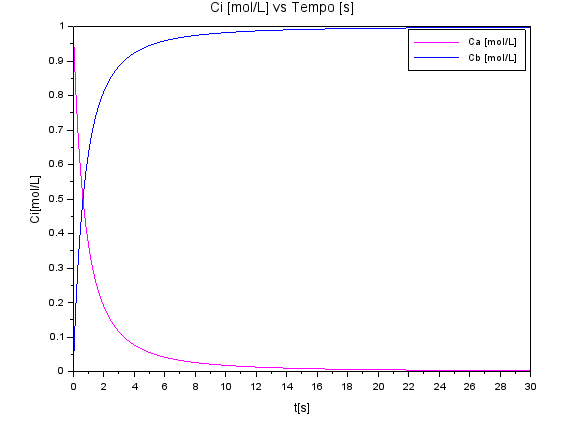 Ci [mol/L] vs Tempo [s]
Ca [mol/L]
Cb [mol/L]
Ci[mol/L]
1
0.9
0.8
0.7
0.6
0.5
0.4
0.3
0.2
0.1
0
0 2 4 6 8 10 12 14 16 18 20 22 24 26 28 30
t[s]